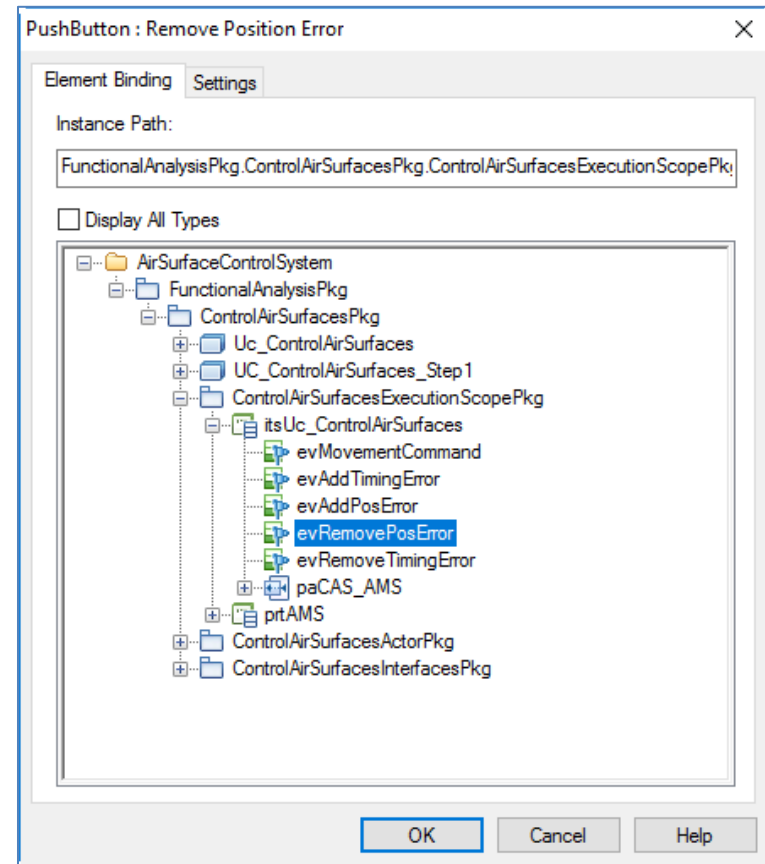 PushButton : Remove Position Error
Element Binding Settings
Instance Path:
FunctionalAnalysisPkg.ControlAirSurfacesPkg.ControlAirSurfacesExecutionScopePk
Display All Types
AirSurfaceControlSystem
FunctionalAnalysisPkg
ControlAirSurfacesPkg
Uc_ControlAirSurfaces
UC_ControlAirSurfaces_Step1
ControlAirSurfacesExecutionScopePkg
itsUc_ControlAirSurfaces
evMovementCommand
evAddTimingError
evAddPosError
evRemovePosError
evRemoveTimingError
paCAS_AMS
prtAMS
ControlAirSurfacesActorPkg
ControlAirSurfacesInterfacesPkg
OK Cancel Help